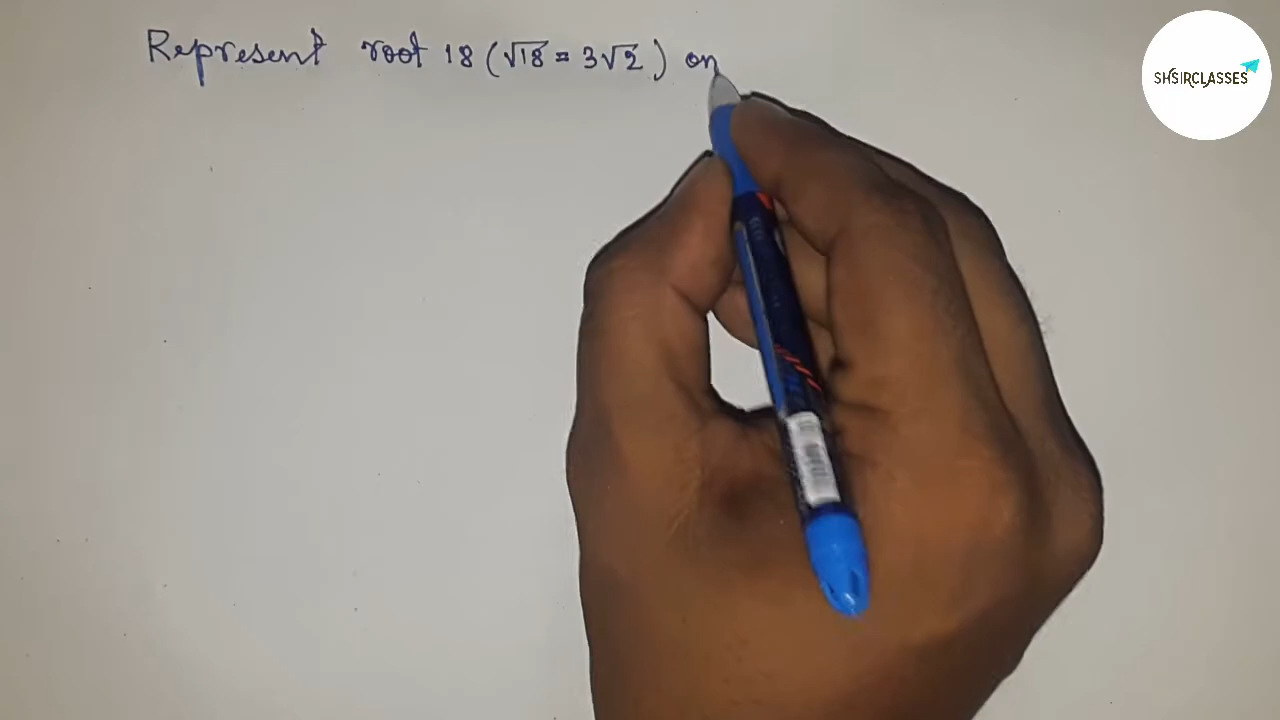 Represent root 18 (√18 = 3√2) on
SHSIRCLASSES